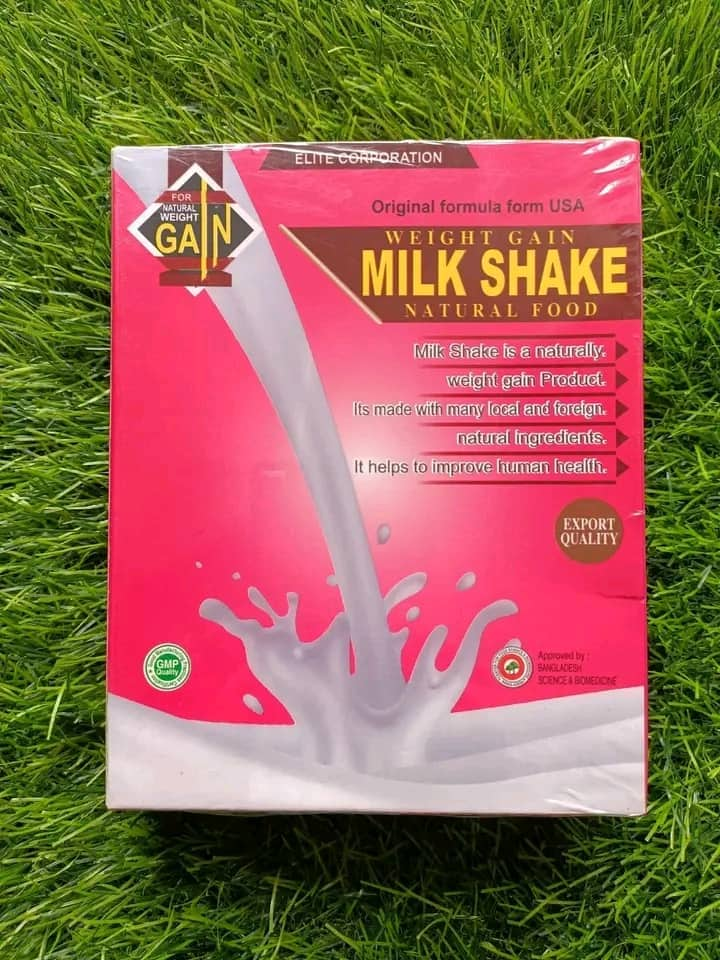 ELITE CORPORATION
FOR
NATURAL
WEIGHT
GAIN
Original formula form USA
WEIGHT GAIN
MILK SHAKE
NATURAL FOOD
Milk Shake is a naturally.
weight gain Product.
Its made with many local and foreign.
natural ingredients.
It helps to improve human health.
EXPORT
QUALITY
GMP
Quality
Approved by :
BANGLADESH
SCIENCE & BIOMEDICINE